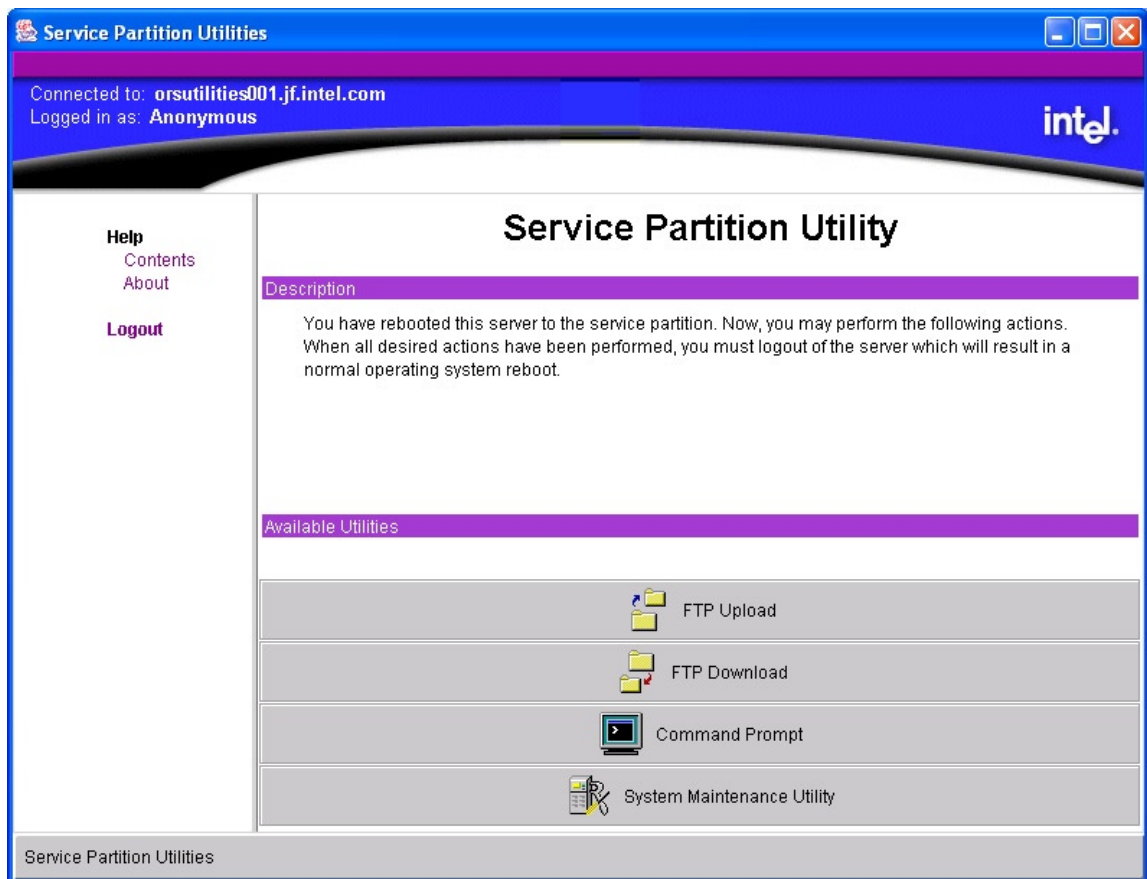 Service Partition Utilities
Connected to: orsutilities001.jf.intel.com
Logged in as: Anonymous
intel.
Help
Contents
About
Logout
Service Partition Utility
Description
You have rebooted this server to the service partition. Now, you may perform the following actions.
When all desired actions have been performed, you must logout of the server which will result in a
normal operating system reboot.
Available Utilities
FTP Upload
FTP Download
Command Prompt
System Maintenance Utility
Service Partition Utilities